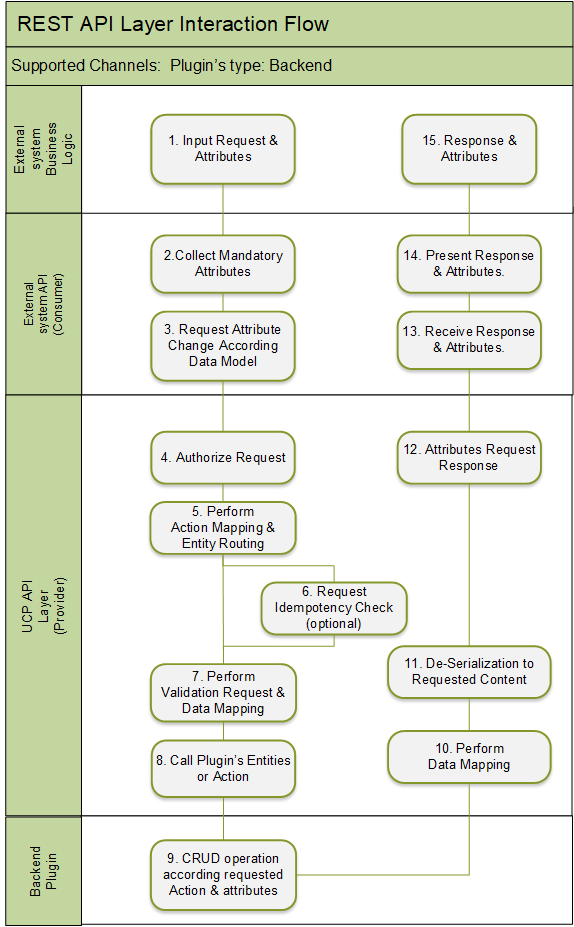 REST API Layer Interaction Flow
Supported Channels:  Plugin's type: Backend
External
system
Business
Logic
1. Input Request &
Attributes
15. Response &
Attributes
External
system API
(Consumer)
2.Collect Mandatory
Attributes
14. Present Response
& Attributes.
3. Request Attribute
Change According
Data Model
13. Receive Response
& Attributes.
UCP API
Layer
(Provider)
4. Authorize Request
12. Attributes Request
Response
5. Perform
Action Mapping &
Entity Routing
6. Request
Idempotency Check
(optional)
7. Perform
Validation Request &
Data Mapping
11. De-Serialization to
Requested Content
8. Call Plugin's Entities
or Action
10. Perform
Data Mapping
Backend
Plugin
9. CRUD operation
according requested
Action & attributes